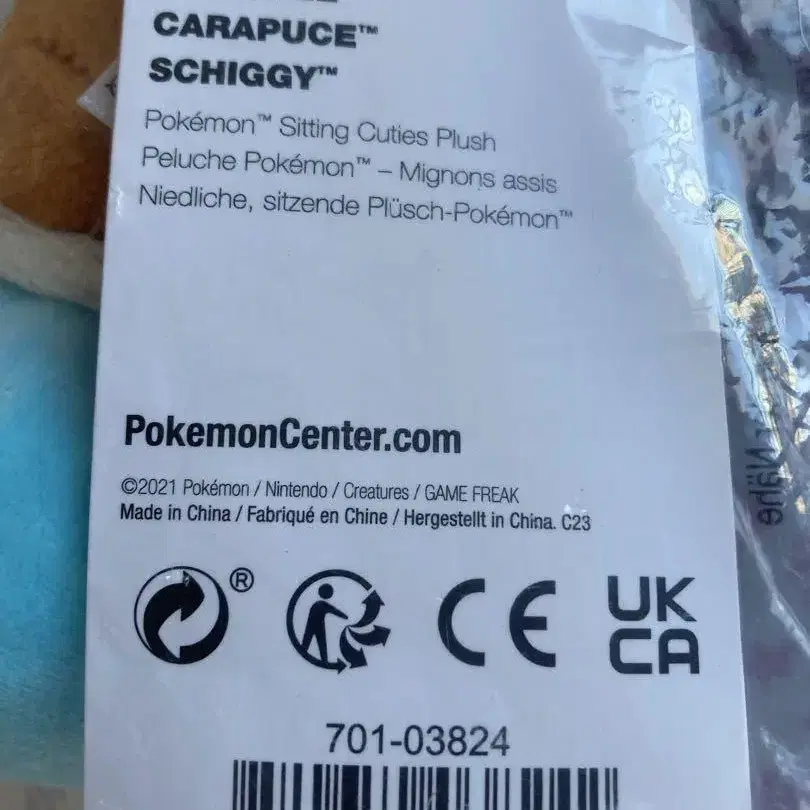 CARAPUCE™
SCHIGGY™
Pokémon™ Sitting Cuties Plush
Peluche Pokémon™ – Mignons assis
Niedliche, sitzende Plüsch-Pokémon™
PokemonCenter.com
©2021 Pokémon / Nintendo / Creatures / GAME FREAK
Made in China / Fabriqué en Chine / Hergestellt in China. C23
®
CE
UK
CA
701-03824